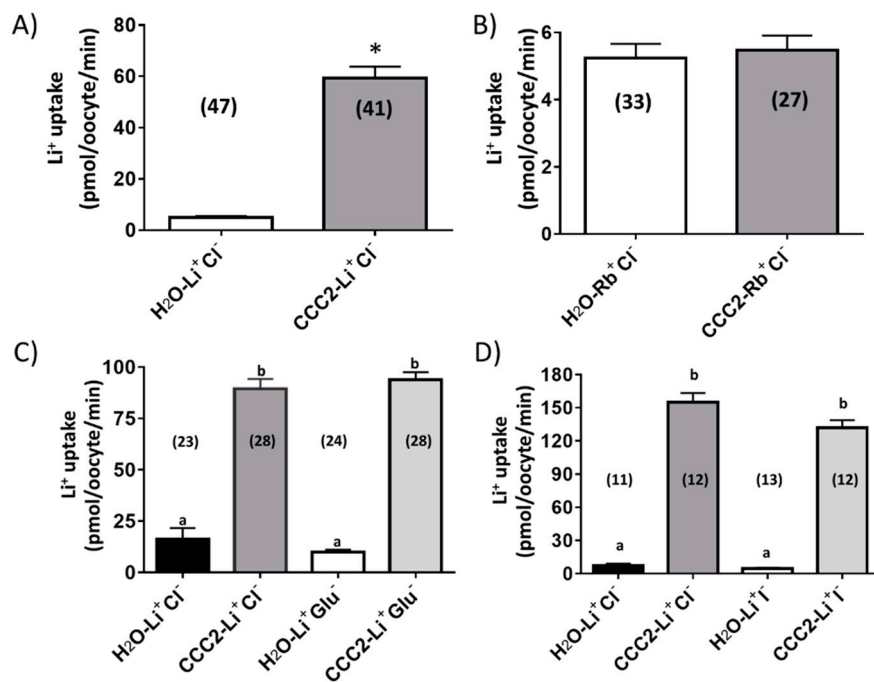 A)
Li⁺ uptake
(pmol/oocyte/min)
80
60
40
20
0
(47)
*
(41)
H₂O-Li⁺Cl⁻
CCC2-Li⁺Cl⁻
B)
Li⁺ uptake
(pmol/oocyte/min)
6
4
2
0
(33)
(27)
H₂O-Rb⁺Cl⁻
CCC2-Rb⁺Cl⁻
C)
Li⁺ uptake
(pmol/oocyte/min)
100
75
50
25
0
(23)
a
b
(28)
(24)
a
b
(28)
H₂O-Li⁺Cl⁻
CCC2-Li⁺Cl⁻
H₂O-Li⁺Glu⁻
CCC2-Li⁺Glu⁻
D)
Li⁺ uptake
(pmol/oocyte/min)
180
150
120
90
60
30
0
(11)
a
b
(12)
(13)
a
b
(12)
H₂O-Li⁺Cl⁻
CCC2-Li⁺Cl⁻
H₂O-Li⁺I⁻
CCC2-Li⁺I⁻